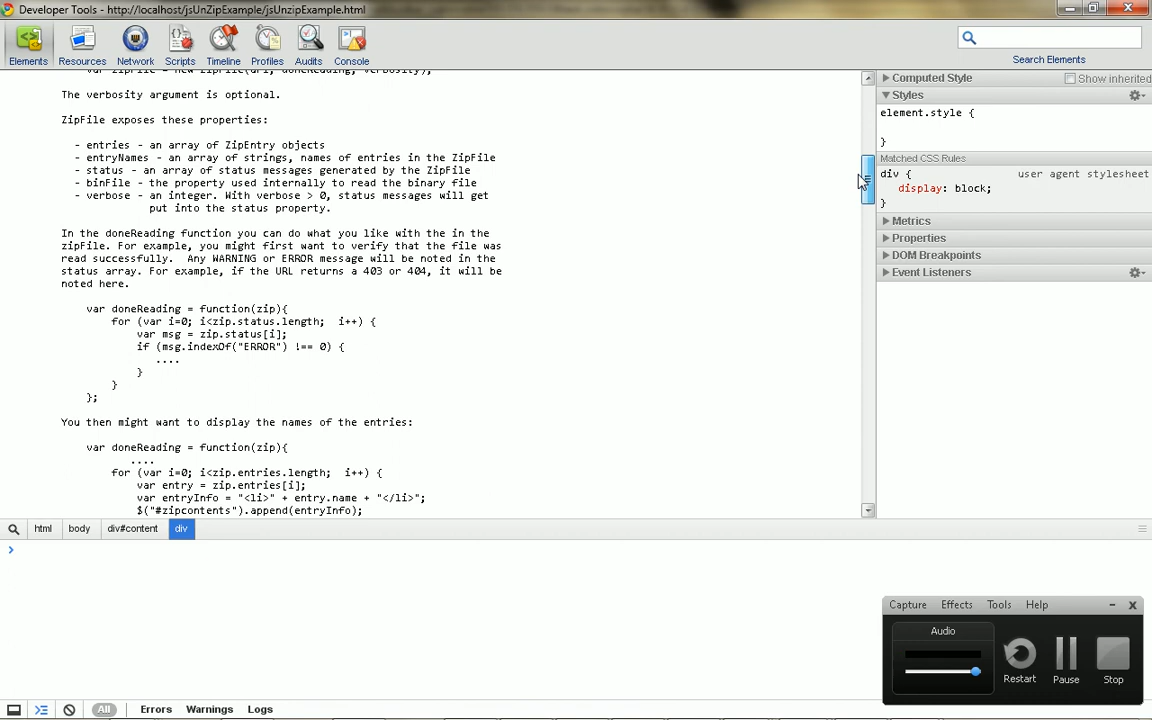 Developer Tools - http://localhost/jsUnZipExample/jsUnzipExample.html
Elements Resources Network Scripts Timeline Profiles Audits Console
Search Elements
var zipFile = new ZipFile(url, doneReading, verbosity);
The verbosity argument is optional.
ZipFile exposes these properties:
- entries - an array of ZipEntry objects
- entryNames - an array of strings, names of entries in the ZipFile
- status - an array of status messages generated by the ZipFile
- binFile - the property used internally to read the binary file
- verbose - an integer. With verbose > 0, status messages will get
put into the status property.
In the doneReading function you can do what you like with the in the
zipFile. For example, you might first want to verify that the file was
read successfully.  Any WARNING or ERROR message will be noted in the
status array. For example, if the URL returns a 403 or 404, it will be
noted here.
var doneReading = function(zip){
for (var i=0; i<zip.status.length;  i++) {
var msg = zip.status[i];
if (msg.indexOf("ERROR") !== 0) {
....
}
}
};
You then might want to display the names of the entries:
var doneReading = function(zip){
....
for (var i=0; i<zip.entries.length;  i++) {
var entry = zip.entries[i];
var entryInfo = "<li>" + entry.name + "</li>";
$("#zipcontents").append(entryInfo);
Computed Style Show inherited
Styles
element.style {
}
Matched CSS Rules
div { user agent stylesheet
display: block;
}
Metrics
Properties
DOM Breakpoints
Event Listeners
html body div#content div
>
Capture Effects Tools Help
Audio
Restart Pause Stop
All Errors Warnings Logs